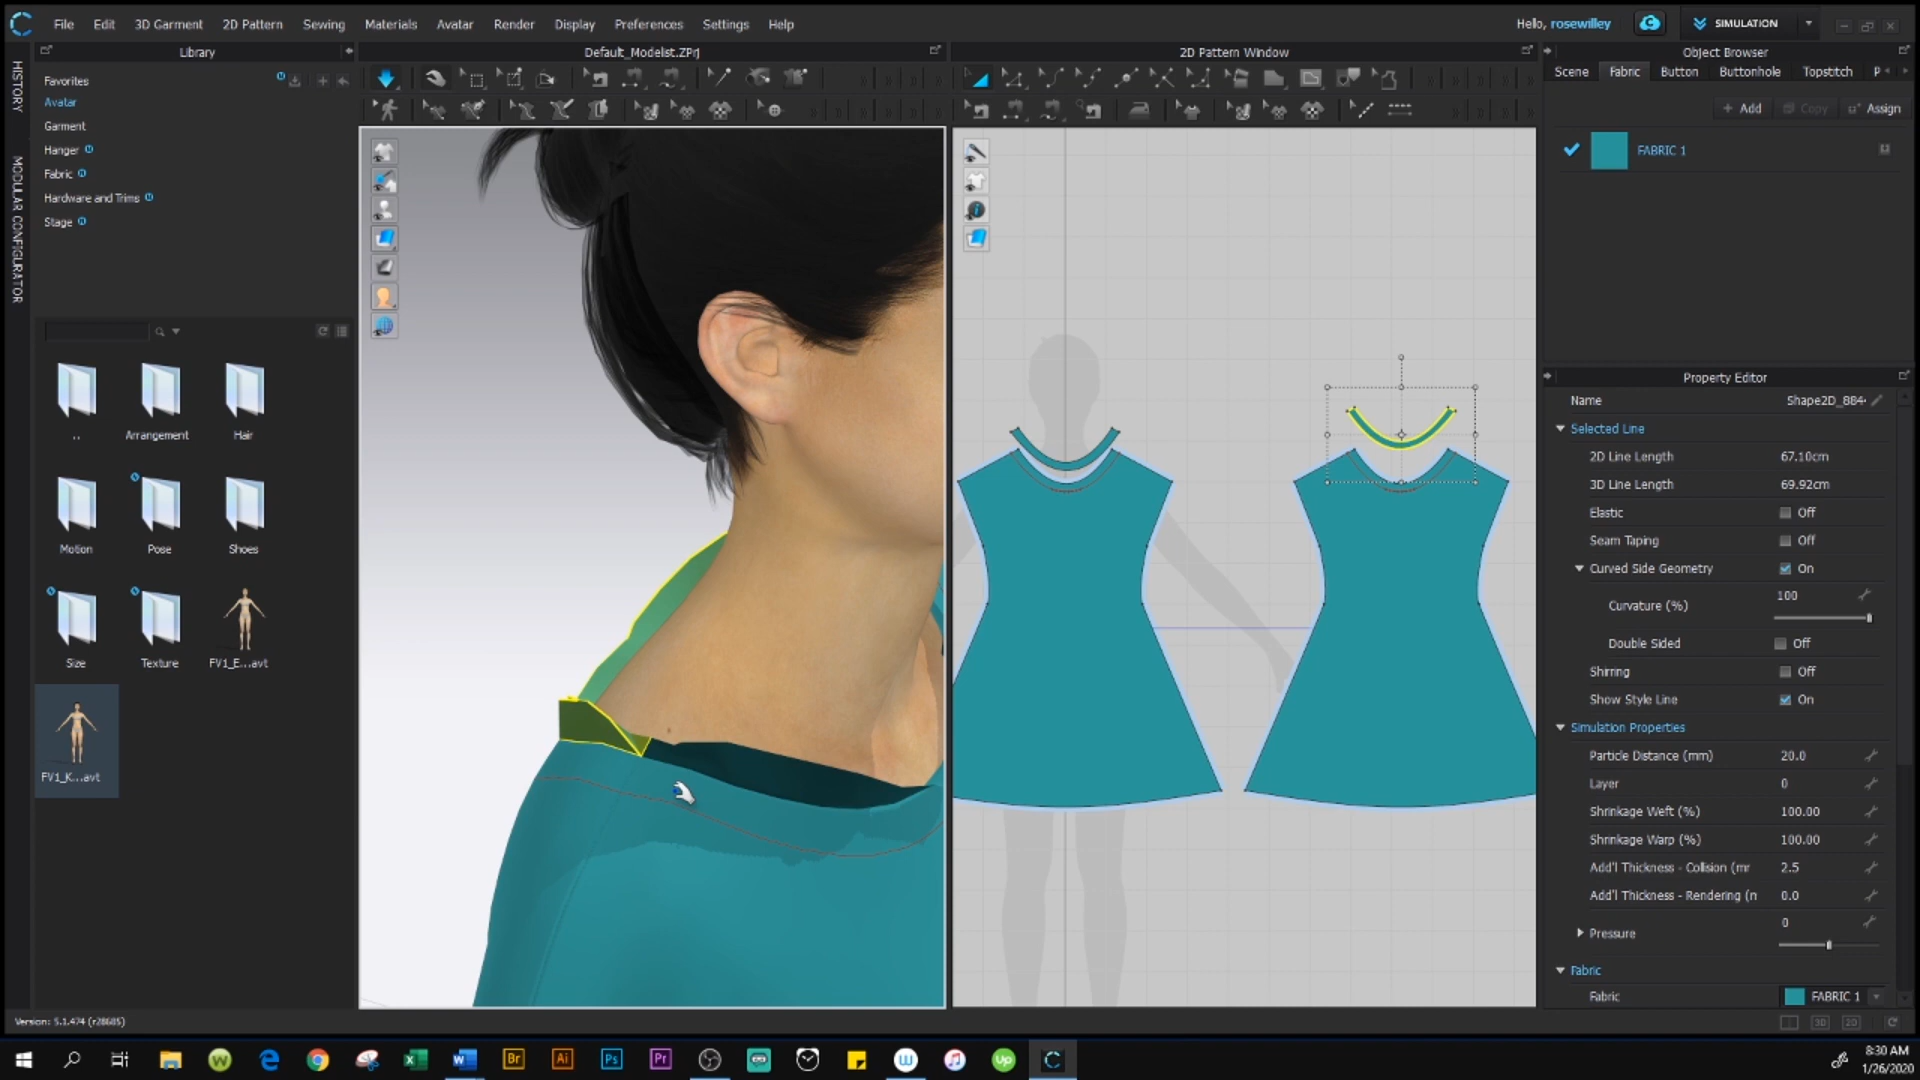 File Edit 3D Garment 2D Pattern Sewing Materials Avatar Render Display Preferences Settings Help
Hello, rosewilley
SIMULATION
Library
Default_Modelist.ZPrj
2D Pattern Window
Object Browser
HISTORY
MODULAR CONFIGURATOR
Favorites
Avatar
Garment
Hanger
Fabric
Hardware and Trims
Stage
Scene Fabric Button Buttonhole Topstitch P
+ Add Copy Assign
FABRIC 1
..
Arrangement
Hair
Motion
Pose
Shoes
Size
Texture
FV1_E...avt
FV1_K...avt
Property Editor
Name Shape2D_884
Selected Line
2D Line Length 67.10cm
3D Line Length 69.92cm
Elastic Off
Seam Taping Off
Curved Side Geometry On
Curvature (%) 100
Double Sided Off
Shirring Off
Show Style Line On
Simulation Properties
Particle Distance (mm) 20.0
Layer 0
Shrinkage Weft (%) 100.00
Shrinkage Warp (%) 100.00
Add'l Thickness - Collision (mr 2.5
Add'l Thickness - Rendering (n 0.0
Pressure 0
Fabric
Fabric FABRIC 1
Version: 5.1.474 (r28685)
3D 2D
Br Ai Ps Pr
Up
8:30 AM
1/26/2020